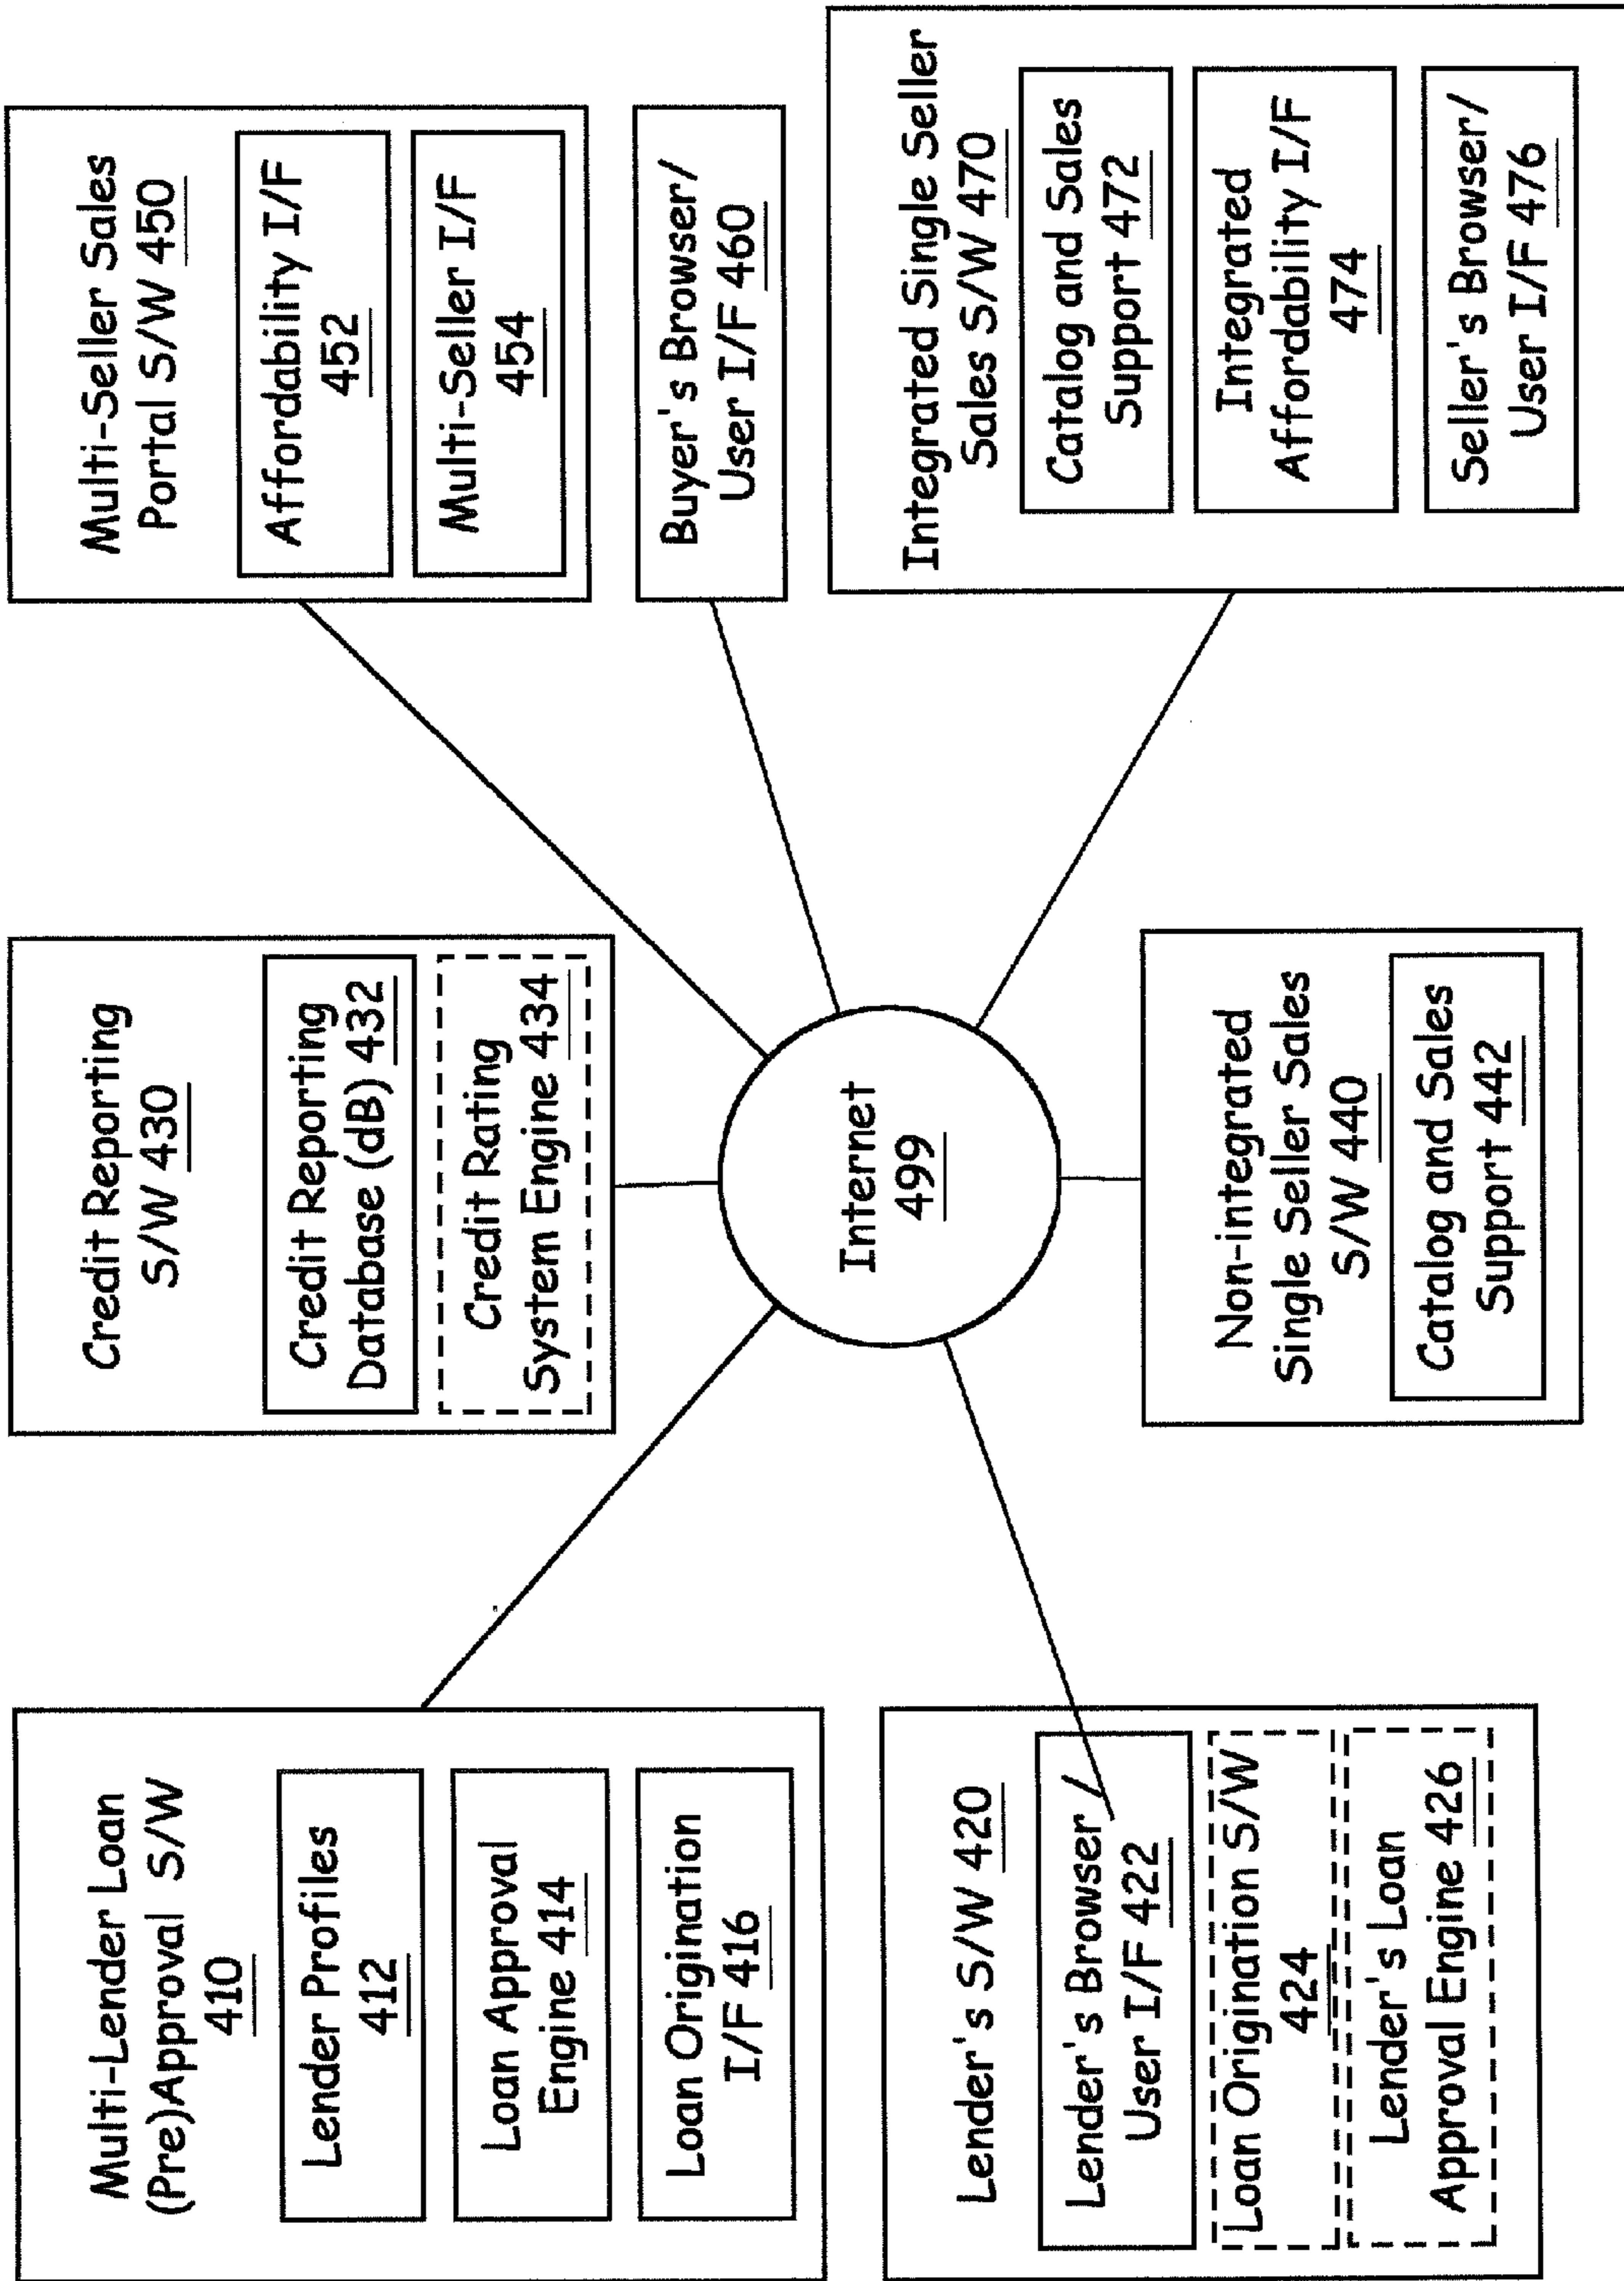 Multi-Lender Loan
(Pre)Approval S/W
410
Lender Profiles
412
Loan Approval
Engine 414
Loan Origination
I/F 416
Credit Reporting
S/W 430
Credit Reporting
Database (dB) 432
Credit Rating
System Engine 434
Multi-Seller Sales
Portal S/W 450
Affordability I/F
452
Multi-Seller I/F
454
Buyer's Browser/
User I/F 460
Internet
499
Lender's S/W 420
Lender's Browser /
User I/F 422
Loan Origination S/W
424
Lender's Loan
Approval Engine 426
Non-integrated
Single Seller Sales
S/W 440
Catalog and Sales
Support 442
Integrated Single Seller
Sales S/W 470
Catalog and Sales
Support 472
Integrated
Affordability I/F
474
Seller's Browser/
User I/F 476